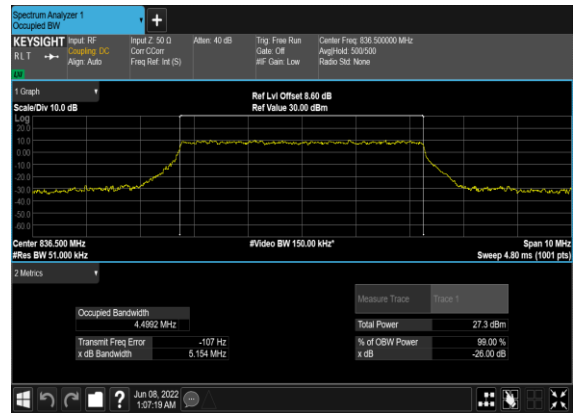 Spectrum Analyzer 1
Occupied BW
KEYSIGHT Input: RF Input Z: 50 Ω Atten: 40 dB Trig: Free Run Center Freq: 836.500000 MHz
RLT Coupling: DC Corr CCorr Gate: Off Avg|Hold: 500/500
Align: Auto Freq Ref: Int (S) #IF Gain: Low Radio Std: None
1 Graph
Ref Lvl Offset 8.60 dB
Scale/Div 10.0 dB Ref Value 30.00 dBm
Log
20.0
10.0
0.00
-10.0
-20.0
-30.0
-40.0
-50.0
-60.0
Center 836.500 MHz #Video BW 150.00 kHz* Span 10 MHz
#Res BW 51.000 kHz Sweep 4.80 ms (1001 pts)
2 Metrics
Measure Trace Trace 1
Occupied Bandwidth
4.4992 MHz Total Power 27.3 dBm
Transmit Freq Error -107 Hz % of OBW Power 99.00 %
x dB Bandwidth 5.154 MHz x dB -26.00 dB
Jun 08, 2022
1:07:19 AM